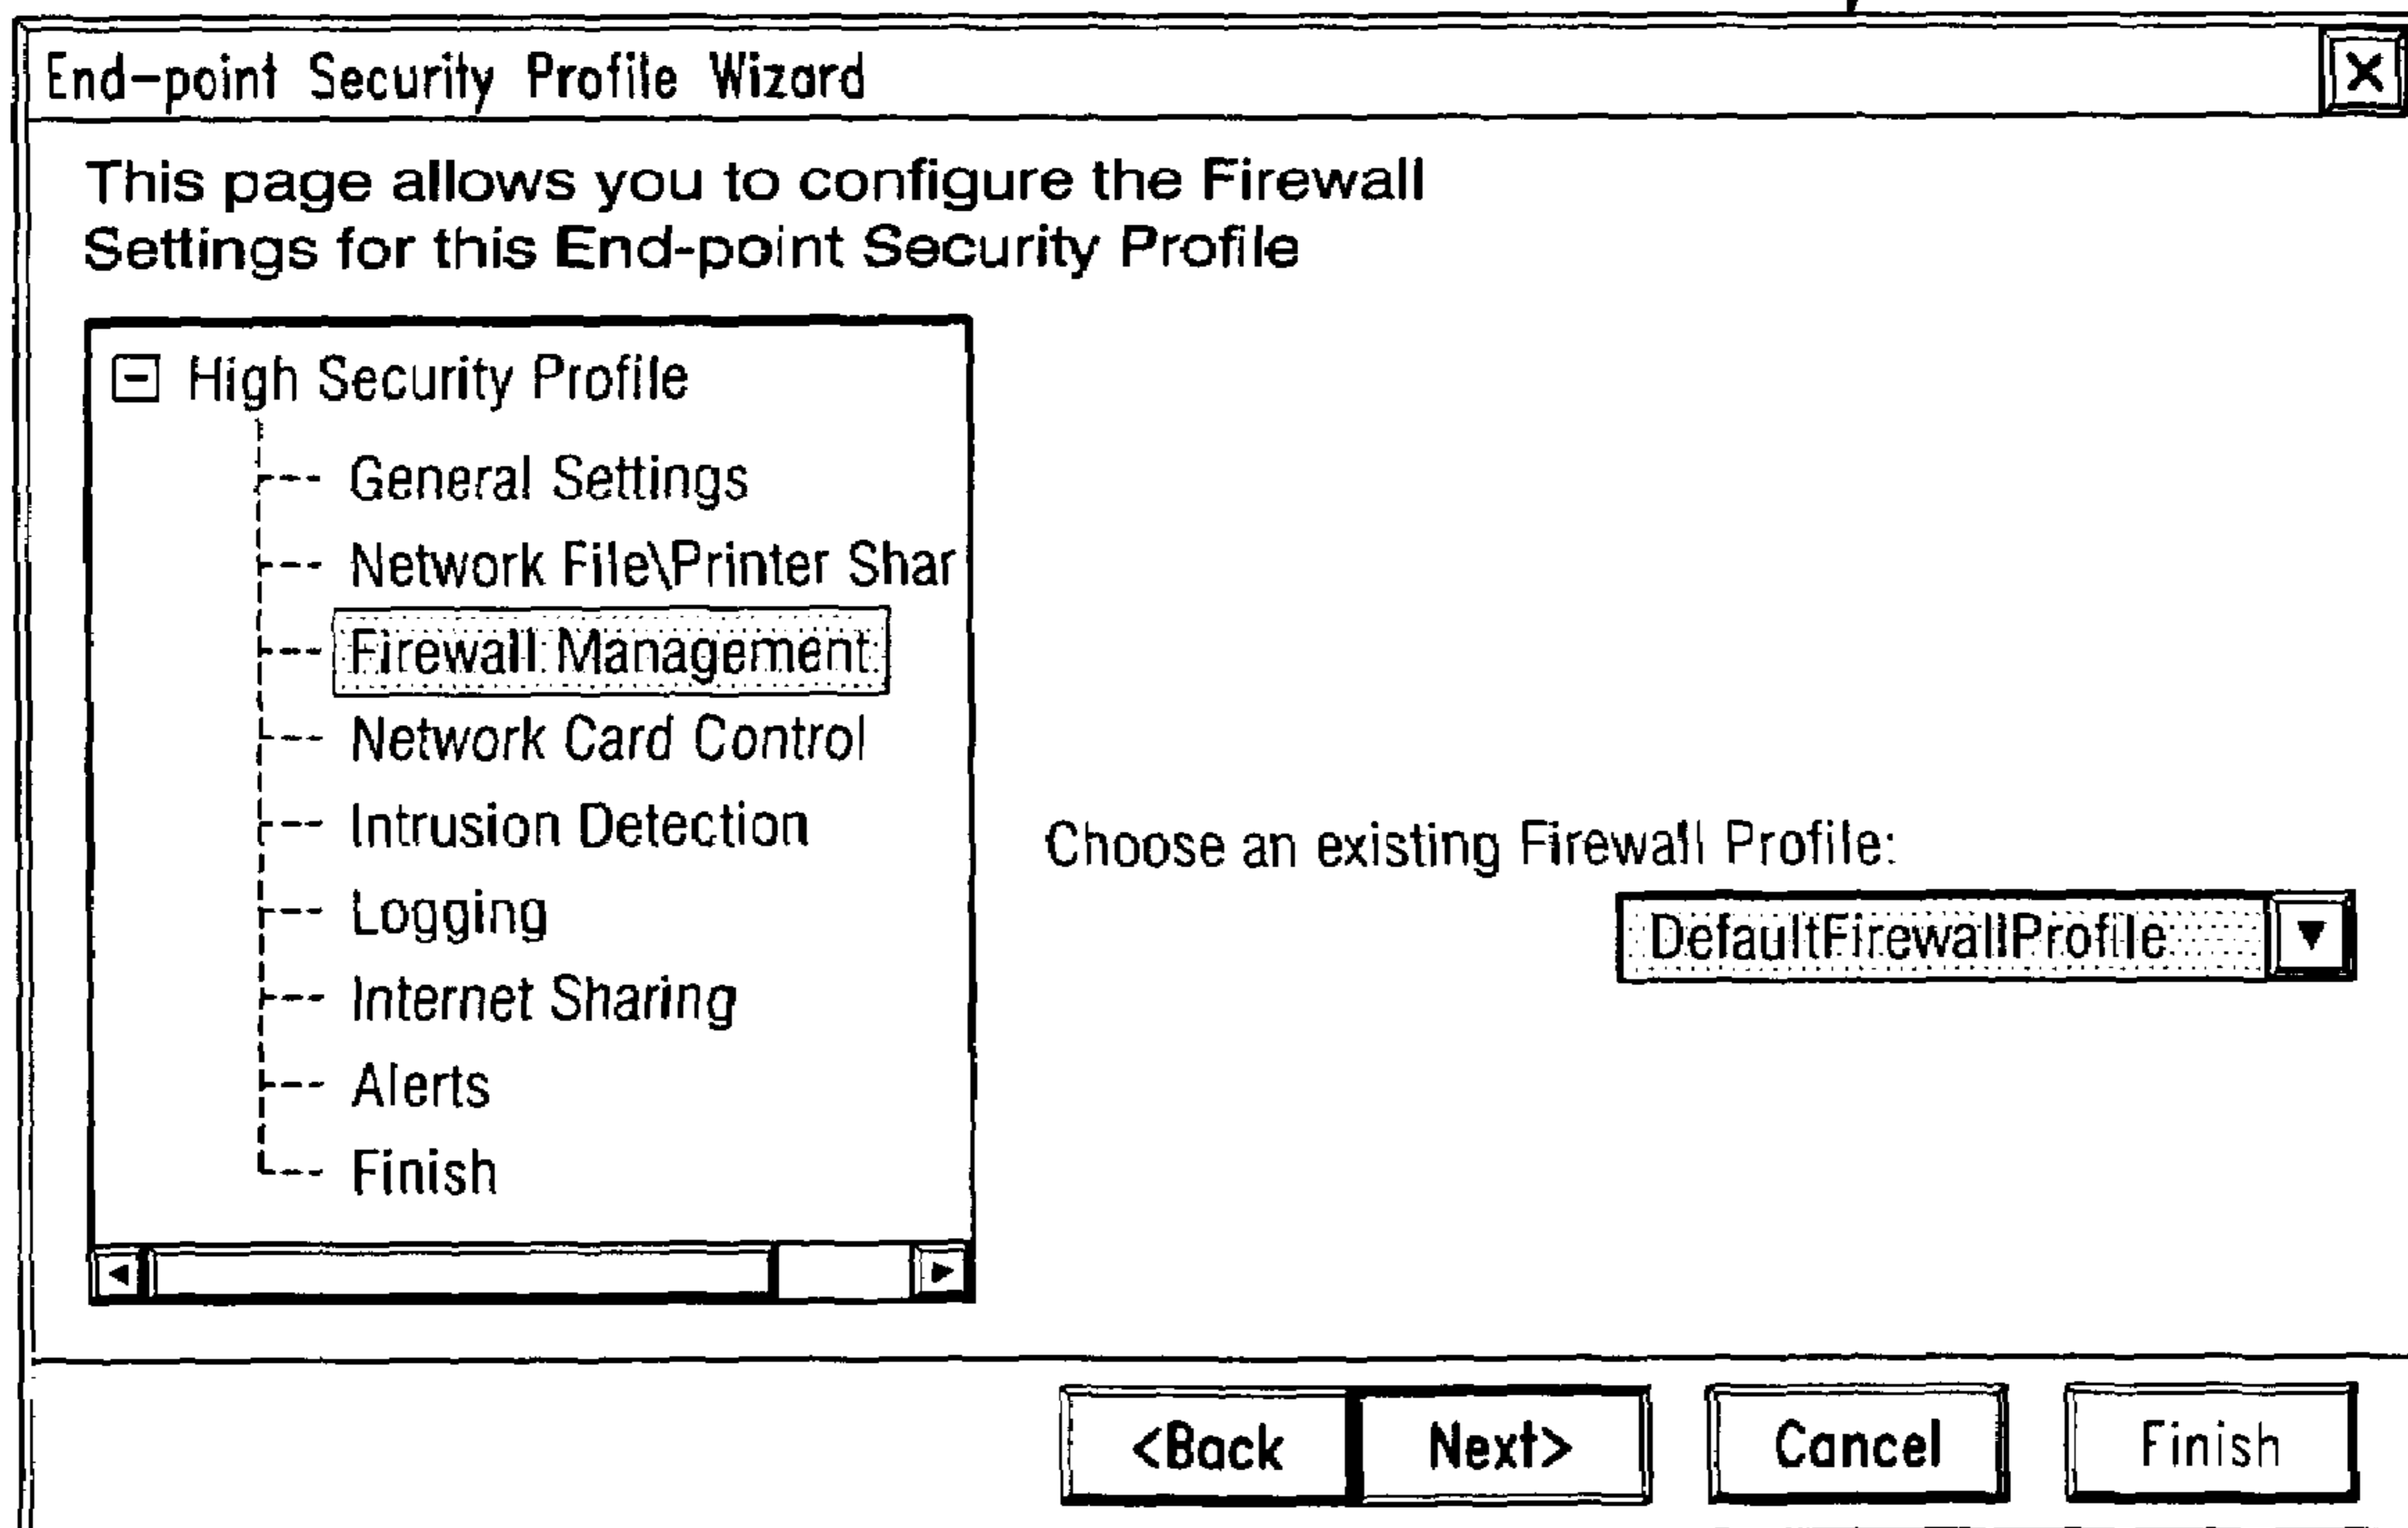 End-point Security Profile Wizard
This page allows you to configure the Firewall
Settings for this End-point Security Profile
High Security Profile
General Settings
Network File\Printer Shar
Firewall Management
Network Card Control
Intrusion Detection
Logging
Internet Sharing
Alerts
Finish
Choose an existing Firewall Profile:
DefaultFirewallProfile
<Back Next> Cancel Finish